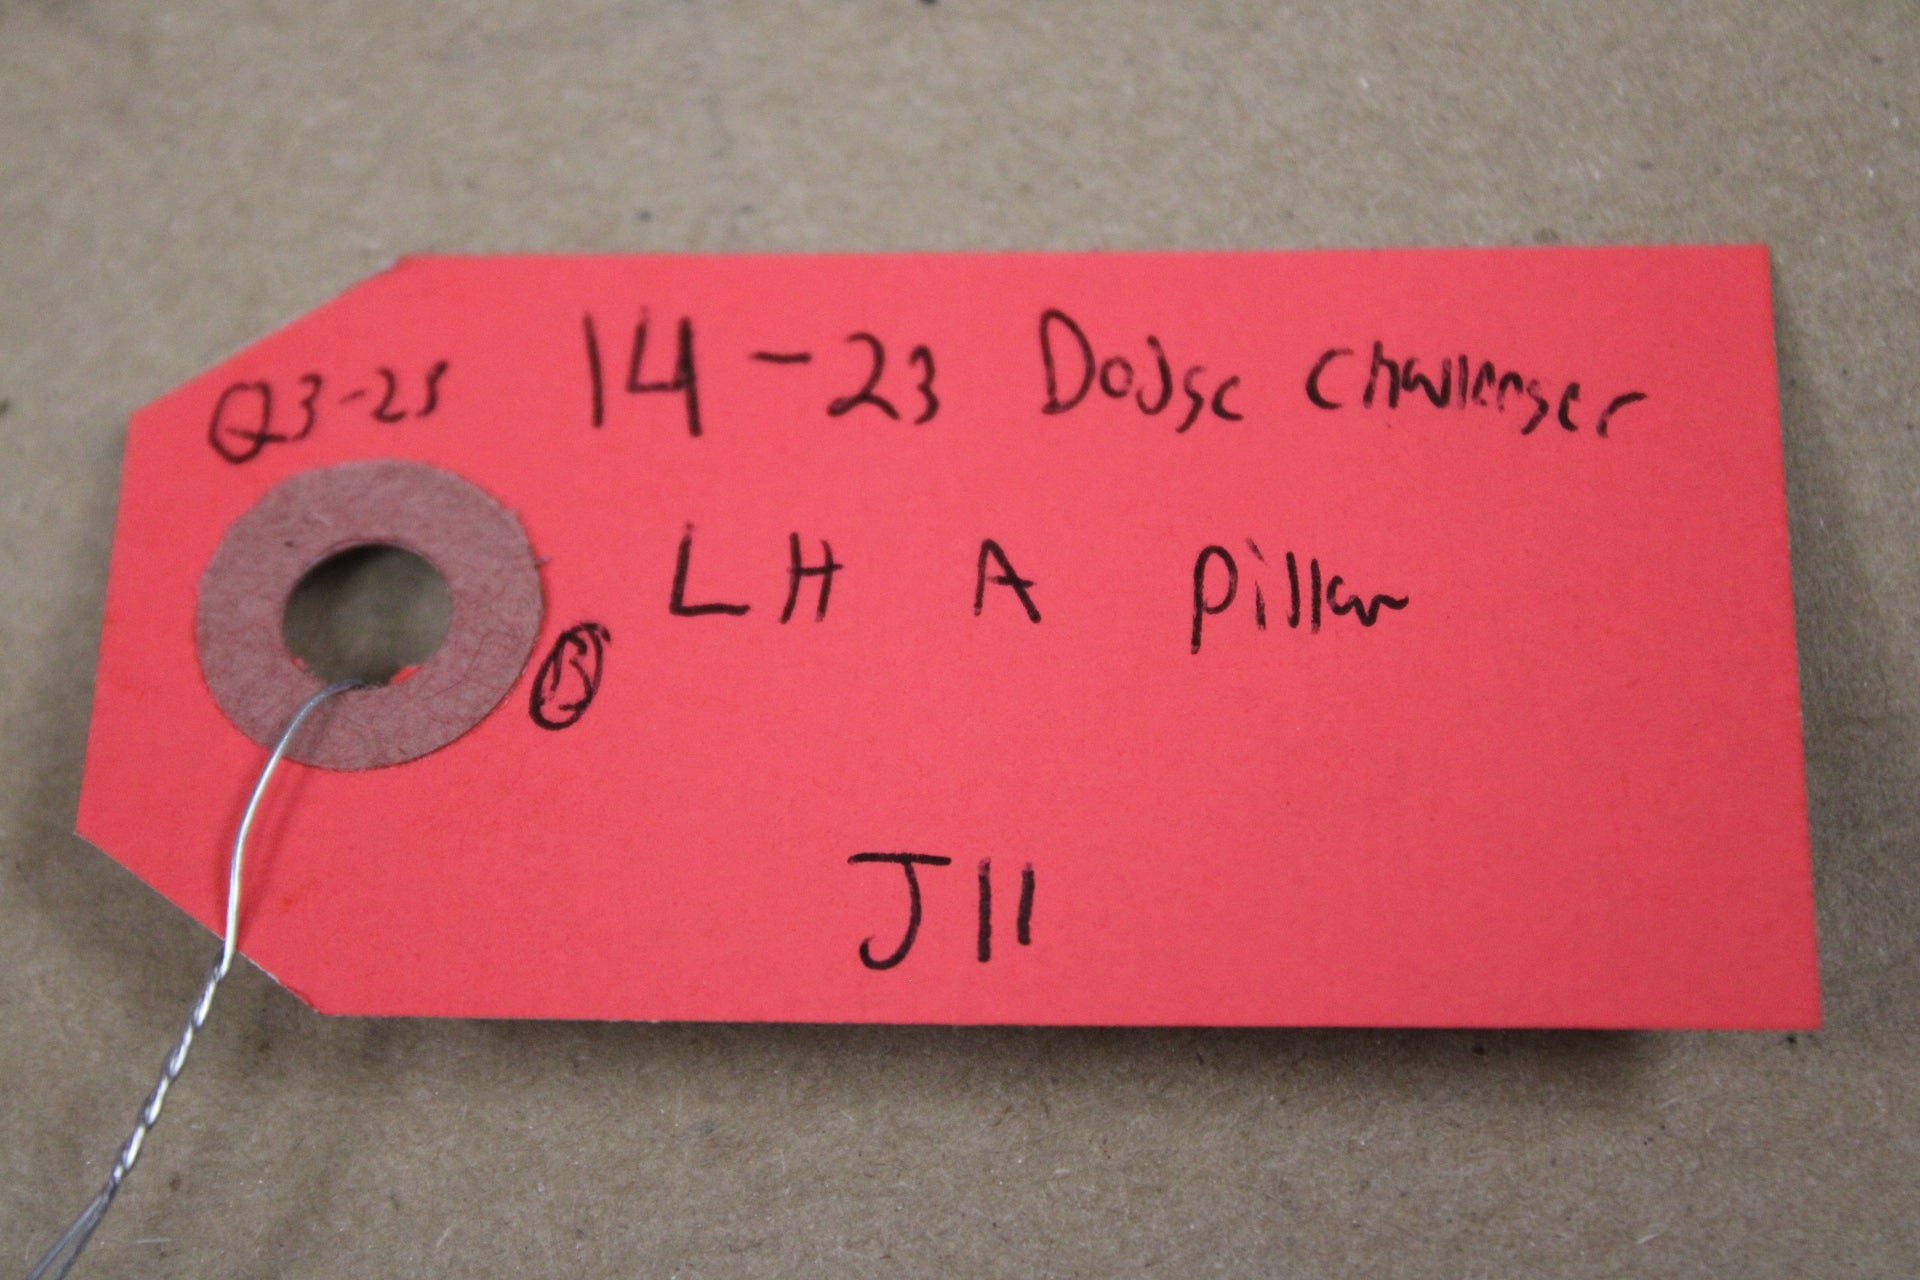 Q3-25
14-23 Dodge Challenger
LH A Pillar
B
J11